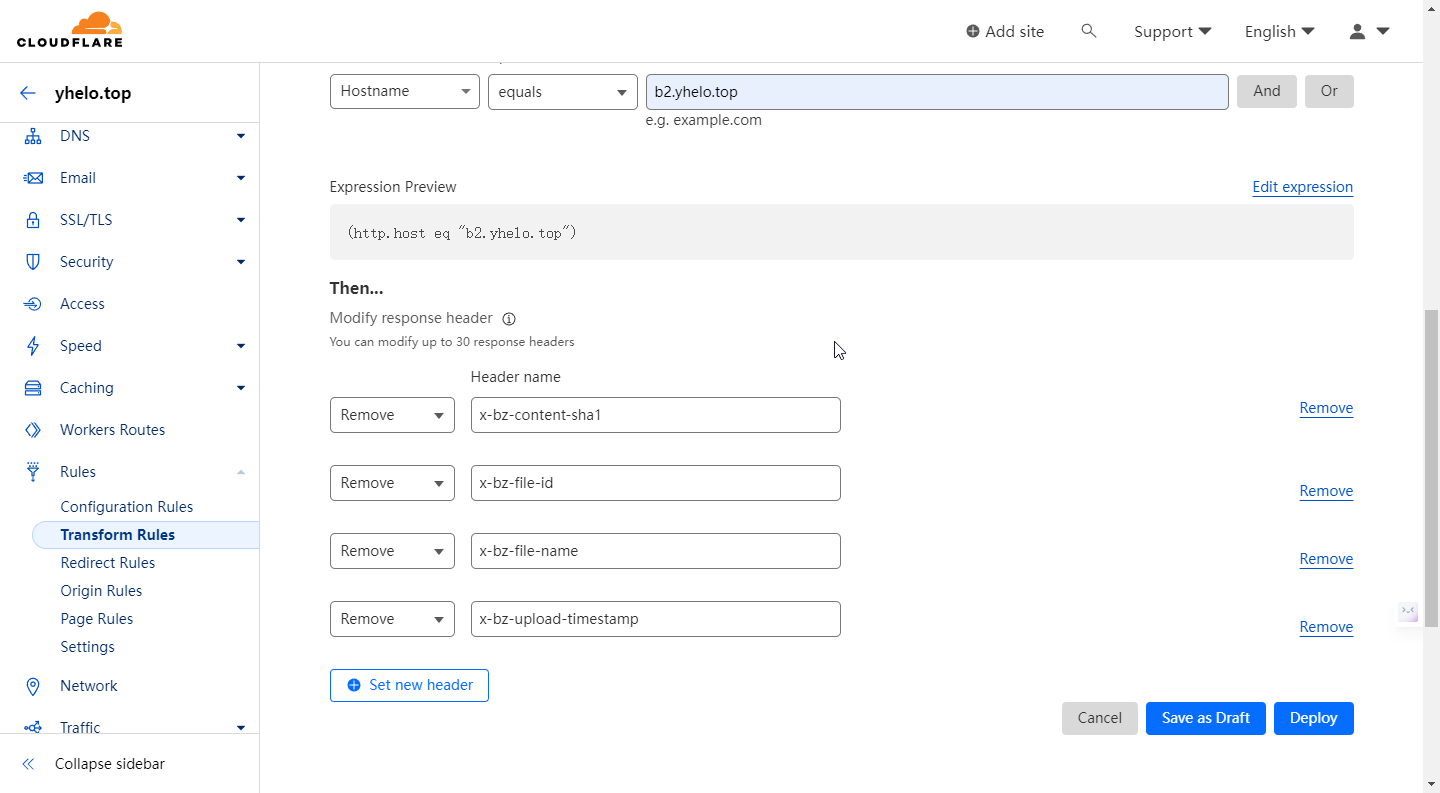 CLOUDFLARE
Add site
Support
English
yhelo.top
DNS
Email
SSL/TLS
Security
Access
Speed
Caching
Workers Routes
Rules
Configuration Rules
Transform Rules
Redirect Rules
Origin Rules
Page Rules
Settings
Network
Traffic
Collapse sidebar
Hostname equals b2.yhelo.top And Or
e.g. example.com
Expression Preview Edit expression
(http.host eq "b2.yhelo.top")
Then...
Modify response header
You can modify up to 30 response headers
Header name
Remove x-bz-content-sha1 Remove
Remove x-bz-file-id Remove
Remove x-bz-file-name Remove
Remove x-bz-upload-timestamp Remove
Set new header
Cancel Save as Draft Deploy